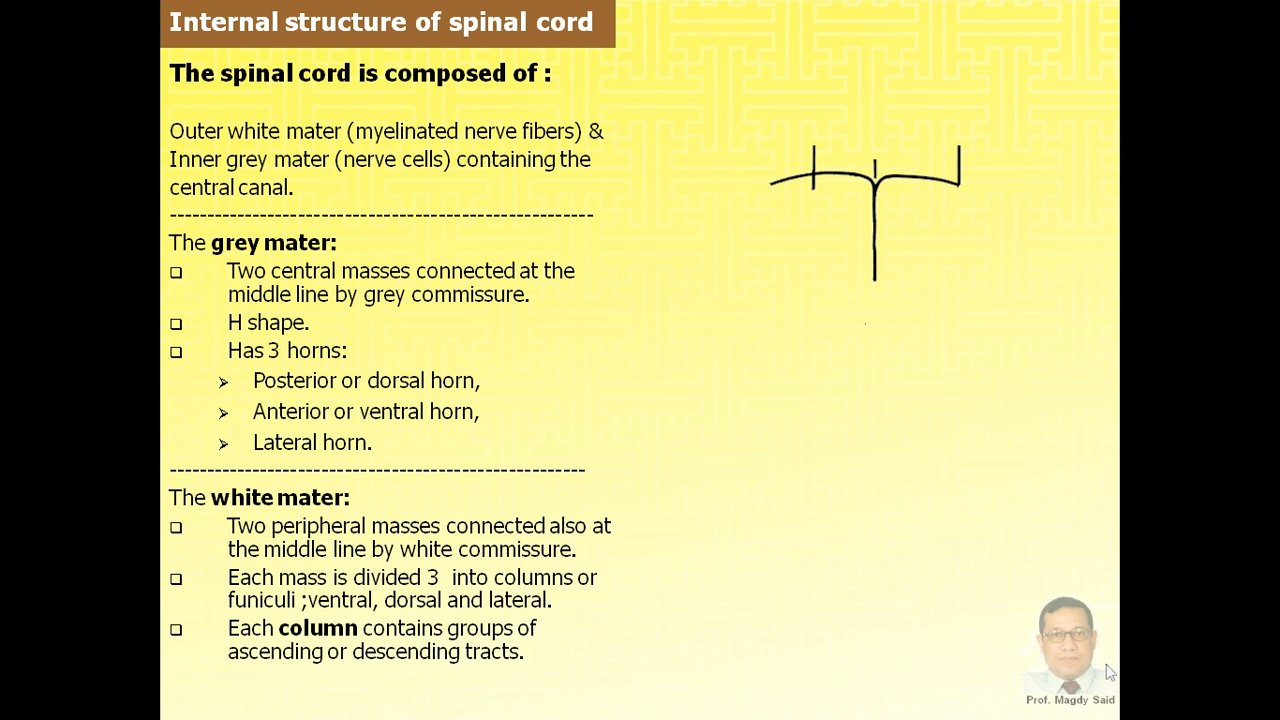 Internal structure of spinal cord
The spinal cord is composed of :
Outer white mater (myelinated nerve fibers) &
Inner grey mater (nerve cells) containing the
central canal.
---------------------------------------------------------
The grey mater:
❑ Two central masses connected at the
middle line by grey commissure.
❑ H shape.
❑ Has 3 horns:
➢ Posterior or dorsal horn,
➢ Anterior or ventral horn,
➢ Lateral horn.
--------------------------------------------------------
The white mater:
❑ Two peripheral masses connected also at
the middle line by white commissure.
❑ Each mass is divided 3 into columns or
funiculi ;ventral, dorsal and lateral.
❑ Each column contains groups of
ascending or descending tracts.
Prof. Magdy Said